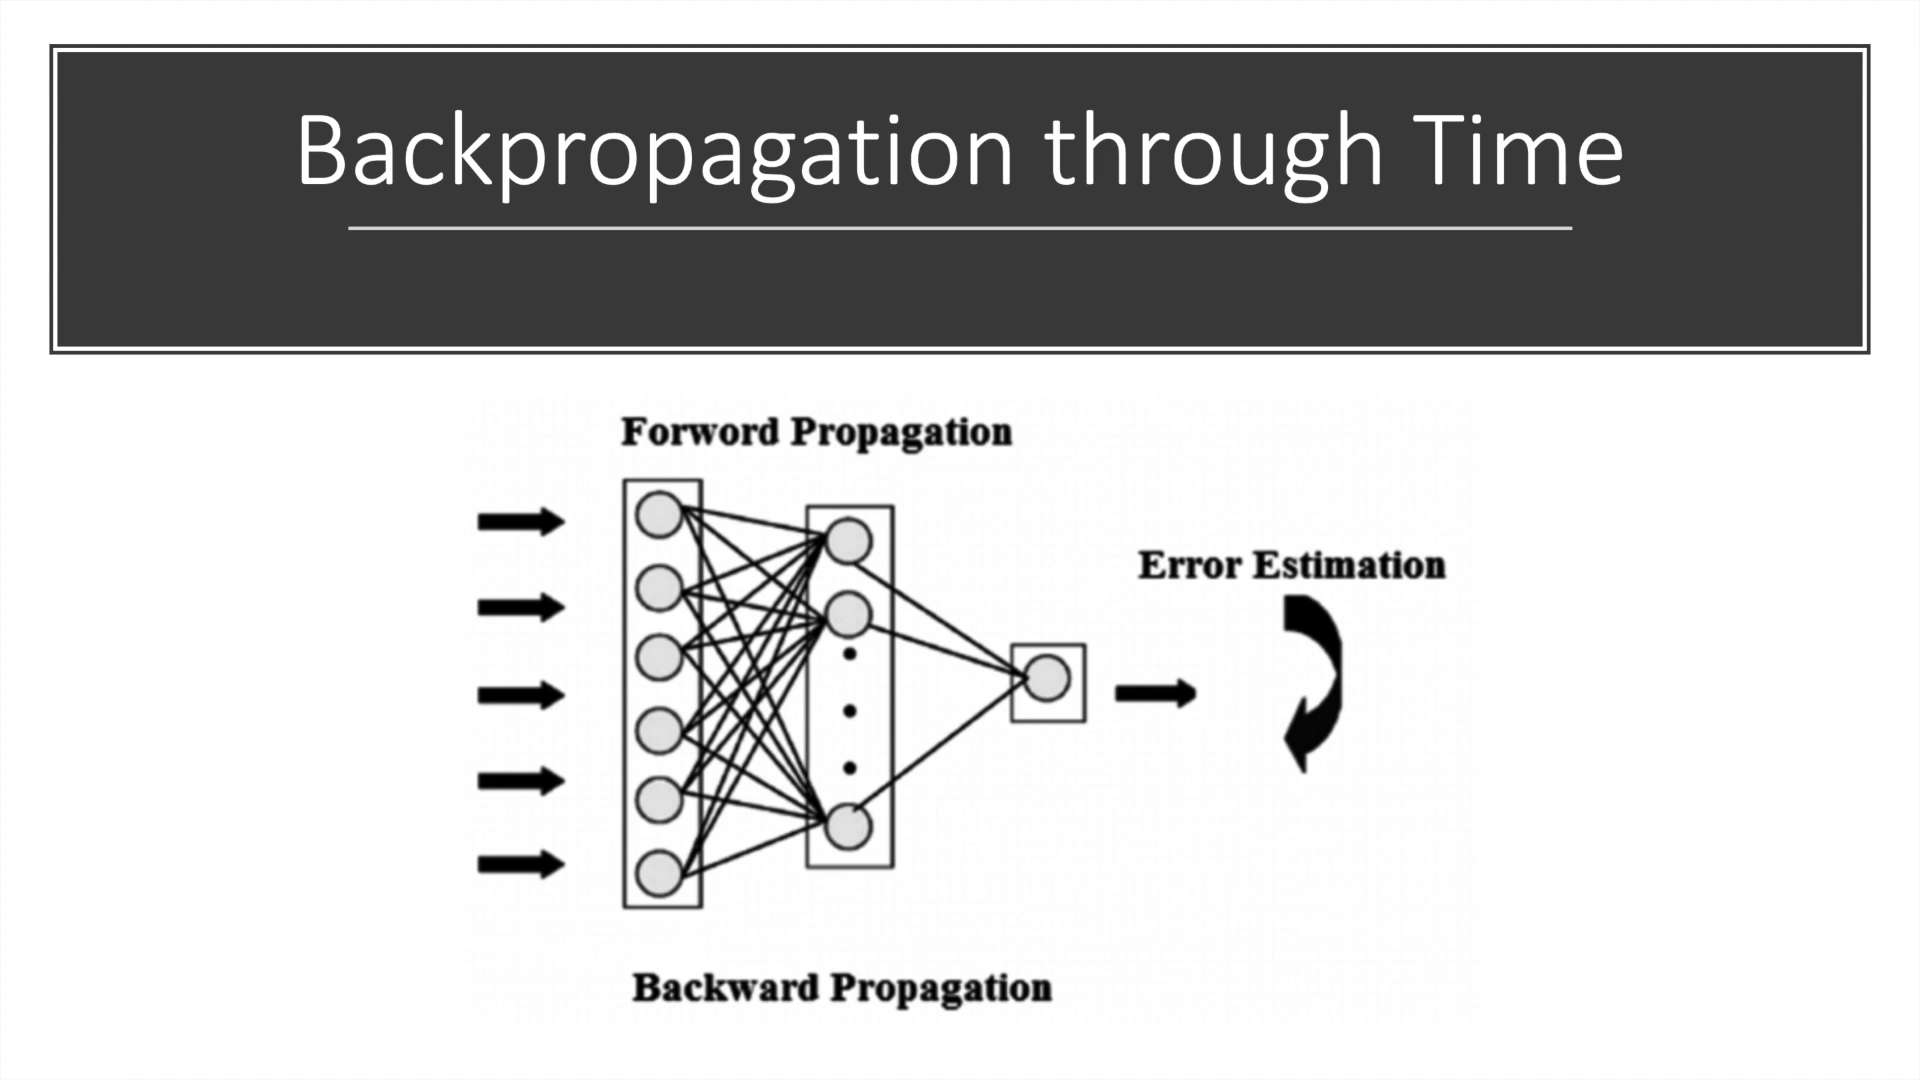 Backpropagation through Time
Forword Propagation
Error Estimation
Backward Propagation